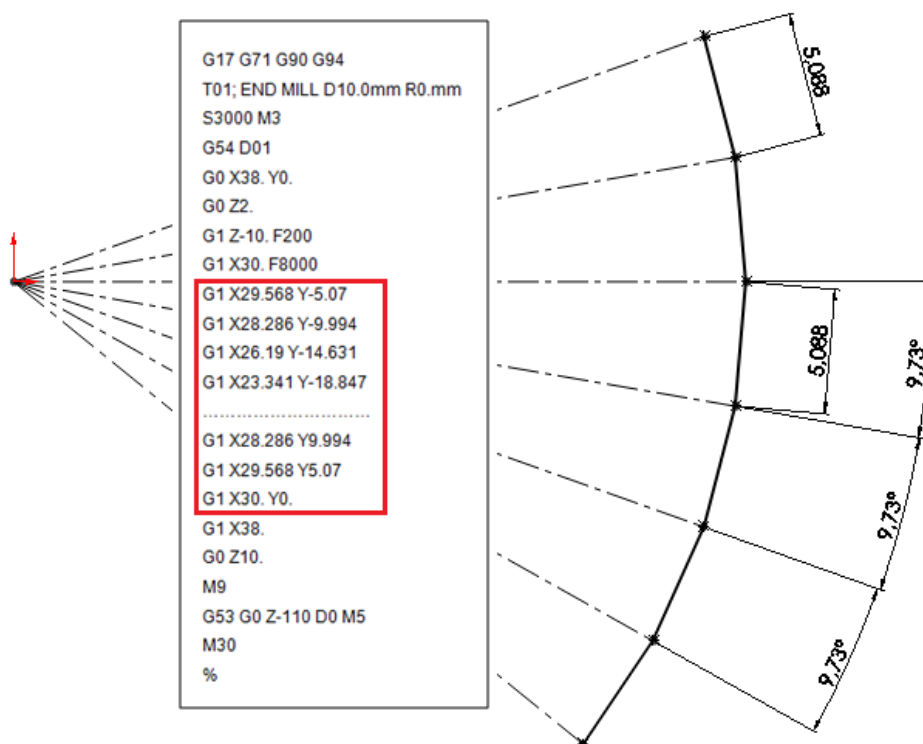 G17 G71 G90 G94
T01; END MILL D10.0mm R0.mm
S3000 M3
G54 D01
G0 X38. Y0.
G0 Z2.
G1 Z-10. F200
G1 X30. F8000
G1 X29.568 Y-5.07
G1 X28.286 Y-9.994
G1 X26.19 Y-14.631
G1 X23.341 Y-18.847
................................
G1 X28.286 Y9.994
G1 X29.568 Y5.07
G1 X30. Y0.
G1 X38.
G0 Z10.
M9
G53 G0 Z-110 D0 M5
M30
%
5,088
5,088
9,73°
9,73°
9,73°